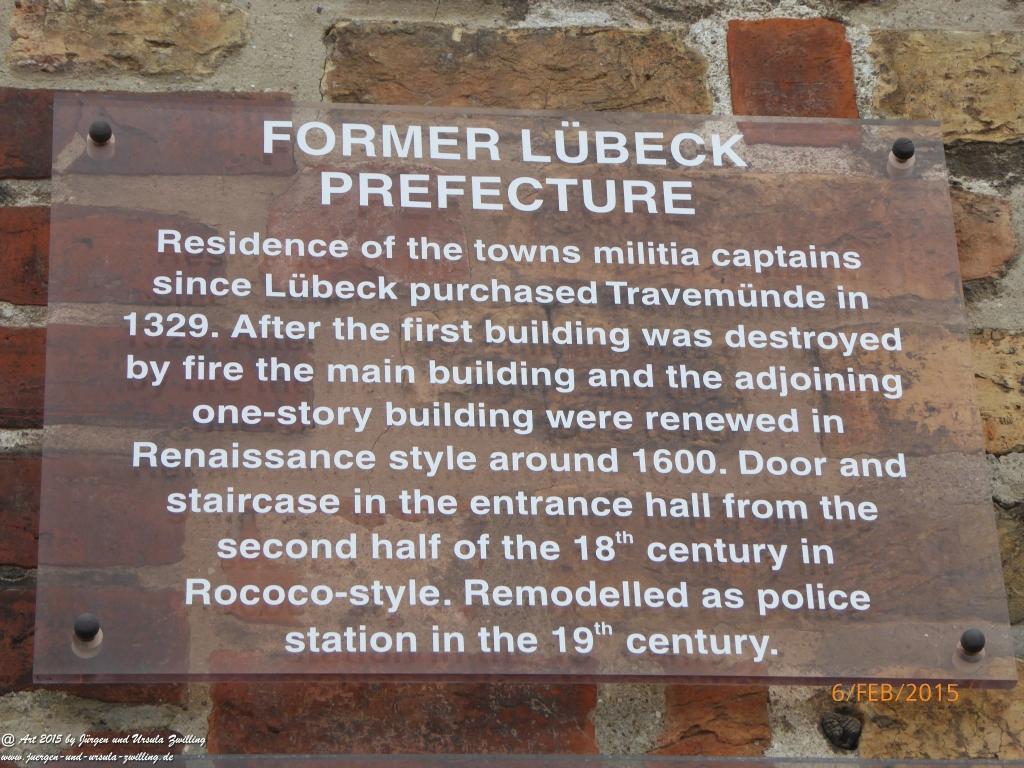 FORMER LÜBECK
PREFECTURE
Residence of the towns militia captains
since Lübeck purchased Travemünde in
1329. After the first building was destroyed
by fire the main building and the adjoining
one-story building were renewed in
Renaissance style around 1600. Door and
staircase in the entrance hall from the
second half of the 18th century in
Rococo-style. Remodelled as police
station in the 19th century.
6/FEB/2015
@ Art 2015 by Jürgen und Ursula Zwilling
www.juergen-und-ursula-zwilling.de